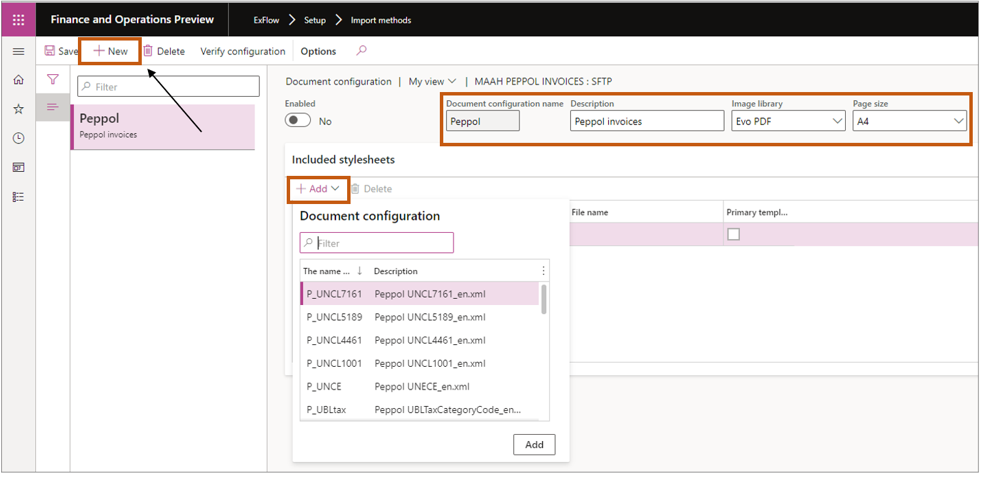 Finance and Operations Preview
ExFlow > Setup > Import methods
Save + New Delete Verify configuration Options
Filter
Peppol
Peppol invoices
Document configuration | My view | MAAH PEPPOL INVOICES : SFTP
Enabled
No
Document configuration name Description Image library Page size
Peppol Peppol invoices Evo PDF A4
Included stylesheets
+ Add Delete
File name Primary templ...
Document configuration
Filter
The name ... ↓ Description
P_UNCL7161 Peppol UNCL7161_en.xml
P_UNCL5189 Peppol UNCL5189_en.xml
P_UNCL4461 Peppol UNCL4461_en.xml
P_UNCL1001 Peppol UNCL1001_en.xml
P_UNCE Peppol UNECE_en.xml
P_UBLtax Peppol UBLTaxCategoryCode_en...
Add